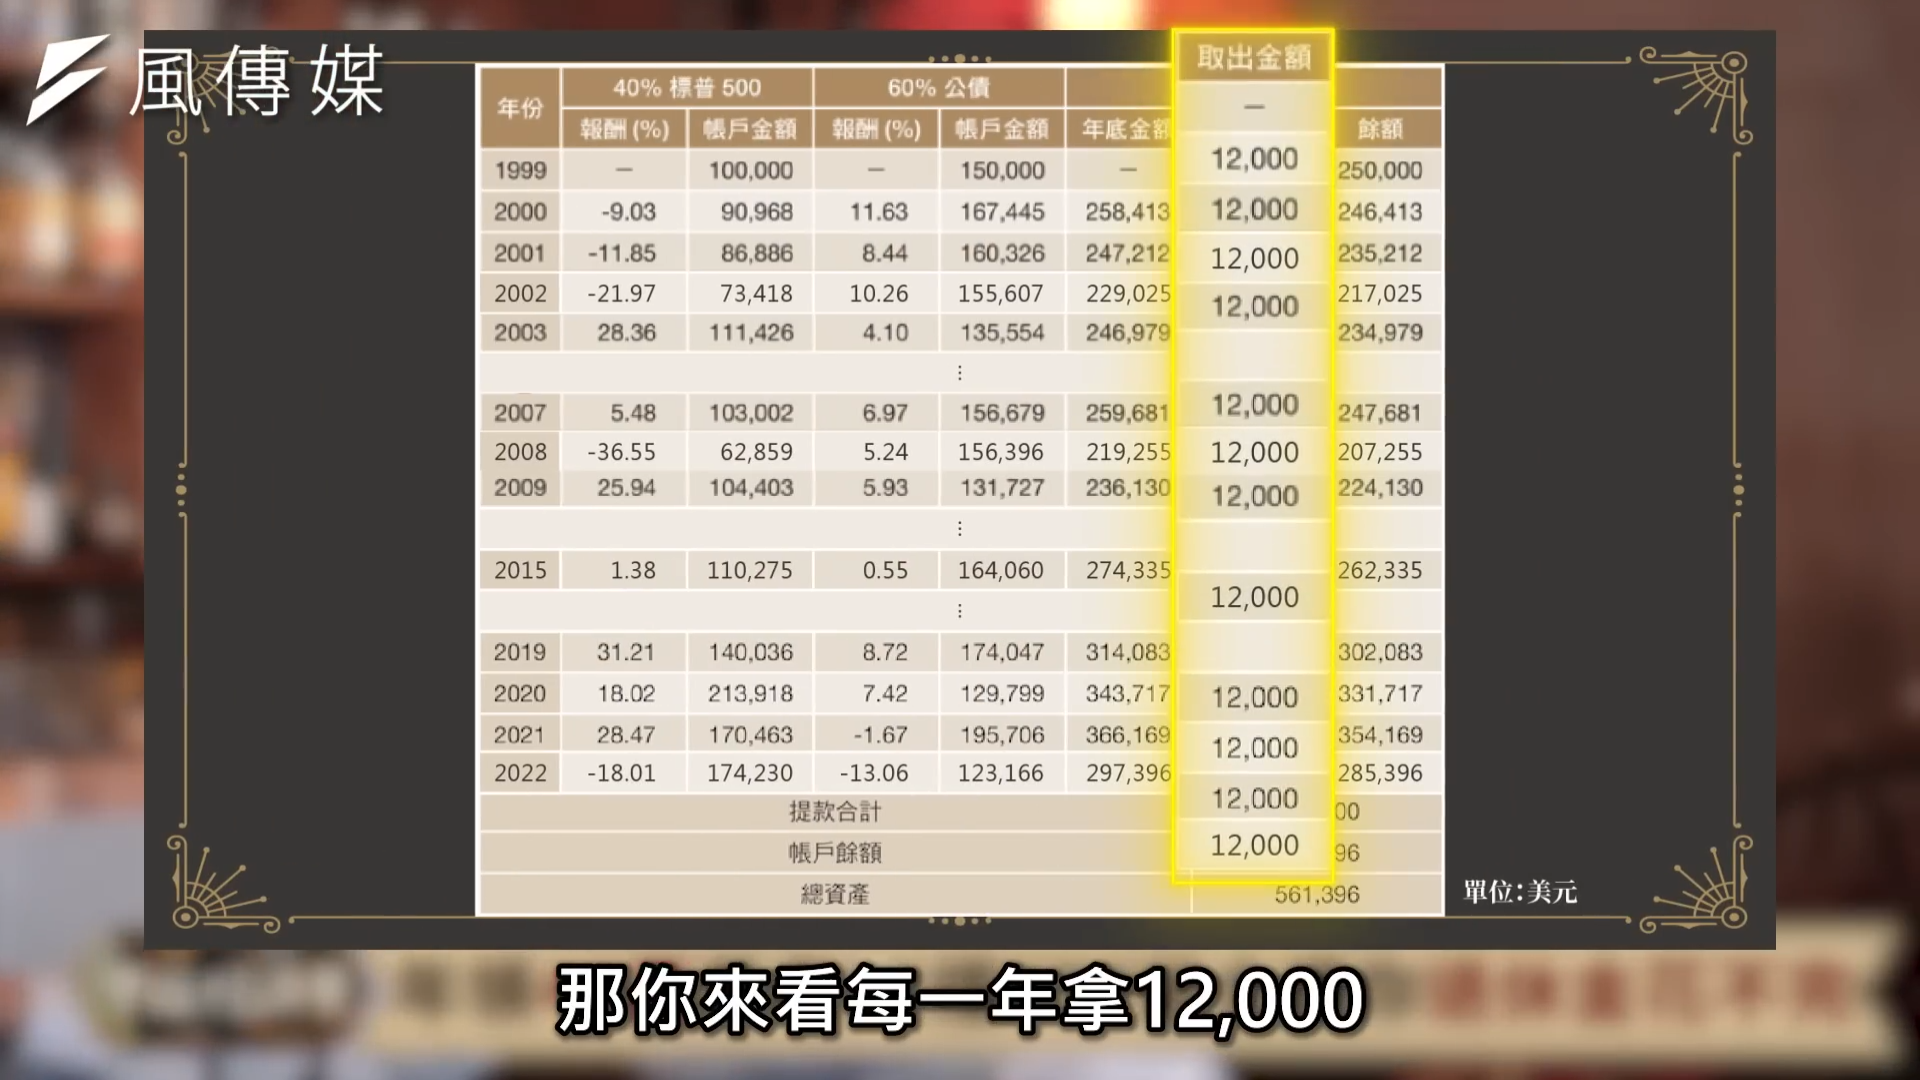 風傳媒
取出金額
年份 40% 標普 500 60% 公債
報酬 (%) 帳戶金額 報酬 (%) 帳戶金額 年底金額 餘額
1999 — 100,000 — 150,000 — — 250,000
2000 -9.03 90,968 11.63 167,445 258,413 12,000 246,413
2001 -11.85 86,886 8.44 160,326 247,212 12,000 235,212
2002 -21.97 73,418 10.26 155,607 229,025 12,000 217,025
2003 28.36 111,426 4.10 135,554 246,979 12,000 234,979
⋮
2007 5.48 103,002 6.97 156,679 259,681 12,000 247,681
2008 -36.55 62,859 5.24 156,396 219,255 12,000 207,255
2009 25.94 104,403 5.93 131,727 236,130 12,000 224,130
⋮
2015 1.38 110,275 0.55 164,060 274,335 12,000 262,335
⋮
2019 31.21 140,036 8.72 174,047 314,083 12,000 302,083
2020 18.02 213,918 7.42 129,799 343,717 12,000 331,717
2021 28.47 170,463 -1.67 195,706 366,169 12,000 354,169
2022 -18.01 174,230 -13.06 123,166 297,396 12,000 285,396
提款合計 00
帳戶餘額 96
總資產 561,396
單位：美元
那你來看每一年拿12,000